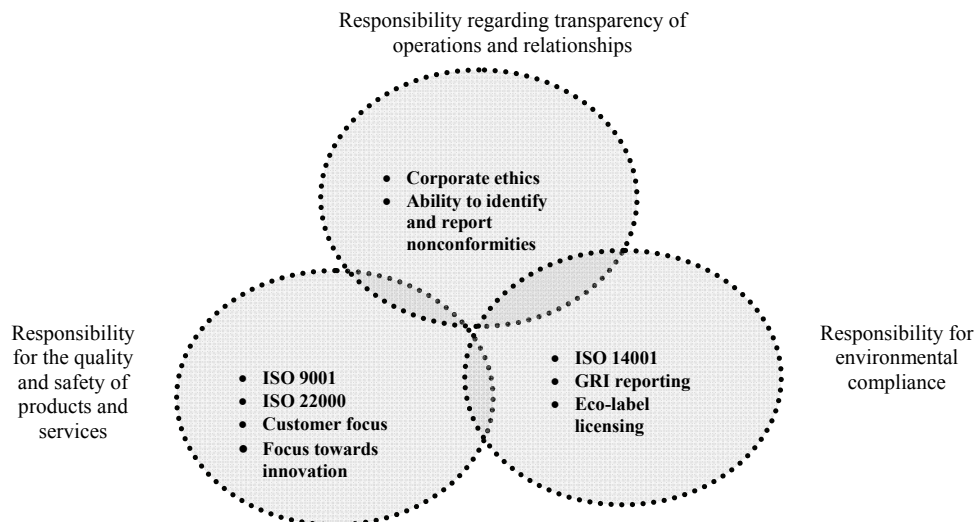 Responsibility regarding transparency of
operations and relationships
• Corporate ethics
• Ability to identify
and report
nonconformities
Responsibility
for the quality
and safety of
products and
services
• ISO 9001
• ISO 22000
• Customer focus
• Focus towards
innovation
• ISO 14001
• GRI reporting
• Eco-label
licensing
Responsibility for
environmental
compliance